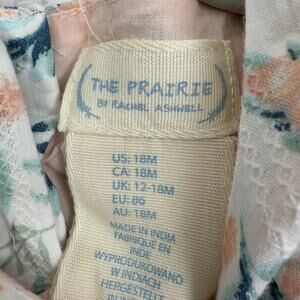 THE PRAIRIE
BY RACHEL ASHWELL
US: 18M
CA: 18M
UK: 12-18M
EU: 86
AU: 18M
MADE IN INDIA
FABRIQUÉ EN
INDE
WYPRODUKOWANO
W INDIACH
HERGESTELLT